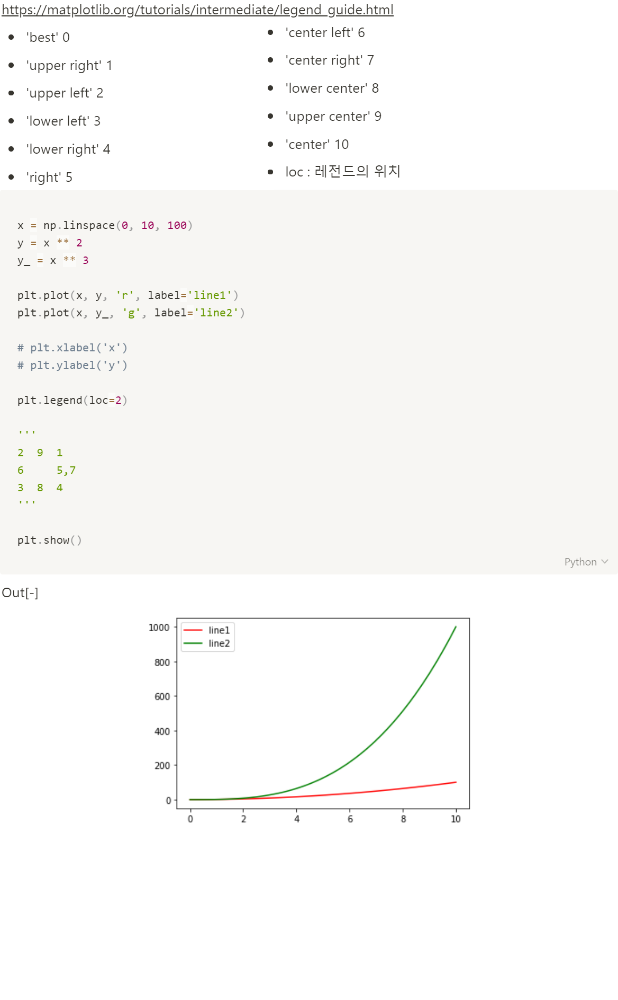 https://matplotlib.org/tutorials/intermediate/legend_guide.html
• 'best' 0
• 'upper right' 1
• 'upper left' 2
• 'lower left' 3
• 'lower right' 4
• 'right' 5
• 'center left' 6
• 'center right' 7
• 'lower center' 8
• 'upper center' 9
• 'center' 10
• loc : 레전드의 위치
x = np.linspace(0, 10, 100)
y = x ** 2
y_ = x ** 3
plt.plot(x, y, 'r', label='line1')
plt.plot(x, y_, 'g', label='line2')
# plt.xlabel('x')
# plt.ylabel('y')
plt.legend(loc=2)
'''
2  9  1
6     5,7
3  8  4
'''
plt.show()
Python
Out[-]
line1
line2
1000
800
600
400
200
0
0 2 4 6 8 10